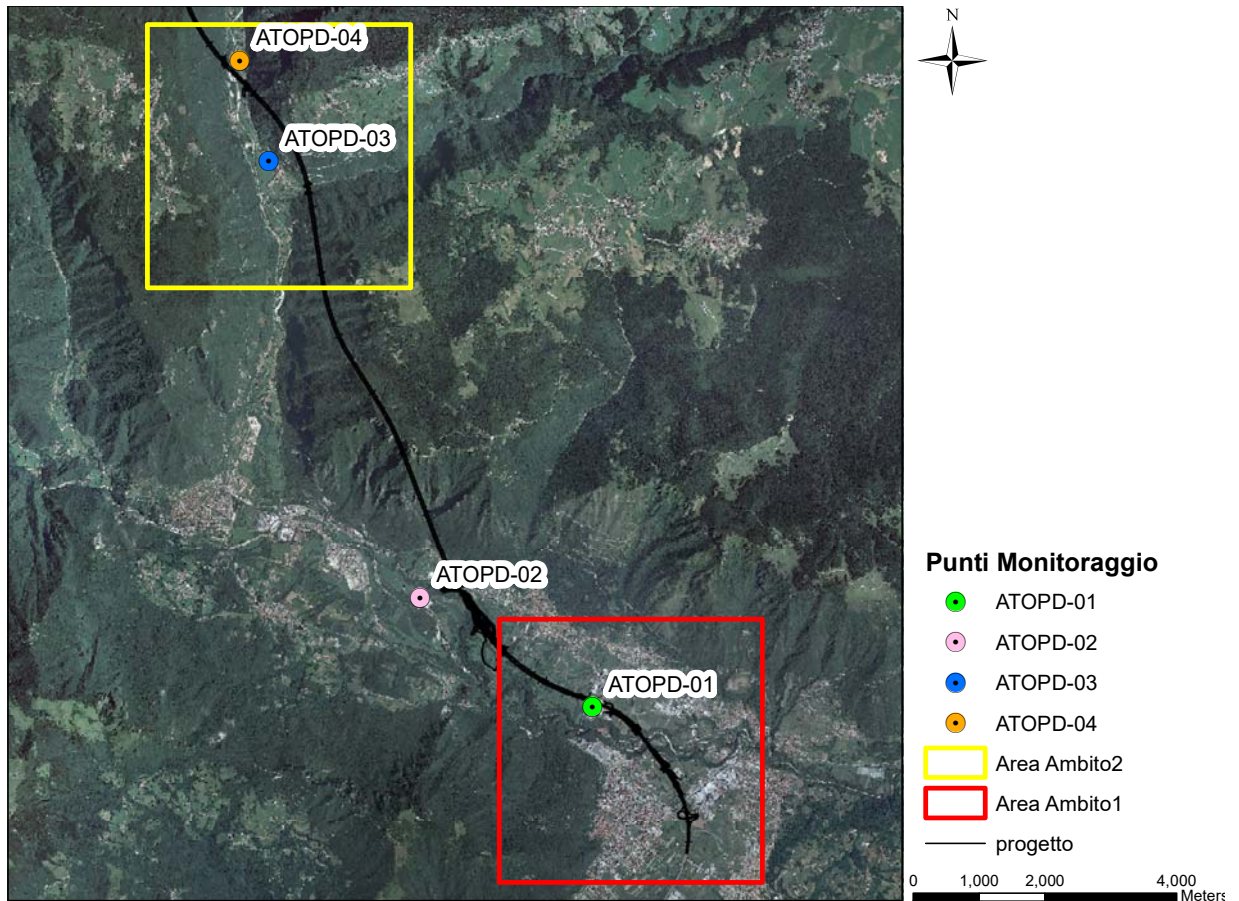 N
ATOPD-04
ATOPD-03
ATOPD-02
ATOPD-01
Punti Monitoraggio
ATOPD-01
ATOPD-02
ATOPD-03
ATOPD-04
Area Ambito2
Area Ambito1
progetto
0 1,000 2,000 4,000
Meters